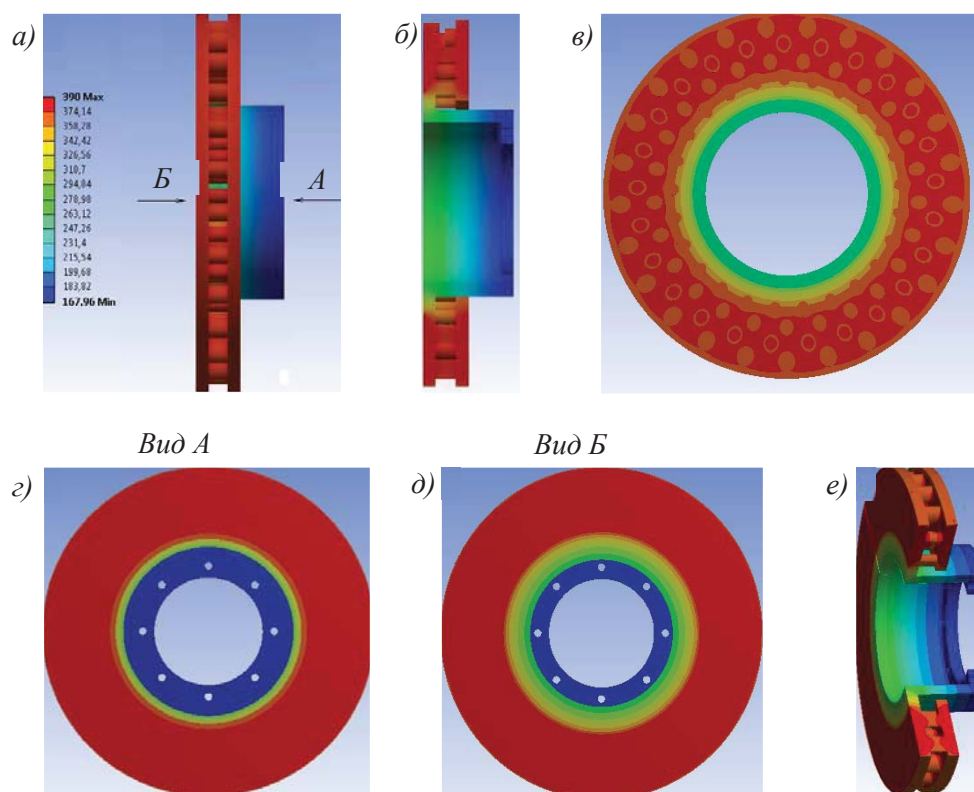 а)
б)
в)
390 Max
374,14
358,28
342,42
326,56
310,7
294,84
278,98
263,12
247,26
231,4
215,54
199,68
183,82
167.96 Min
Б
А
Вид А
Вид Б
г)
д)
е)